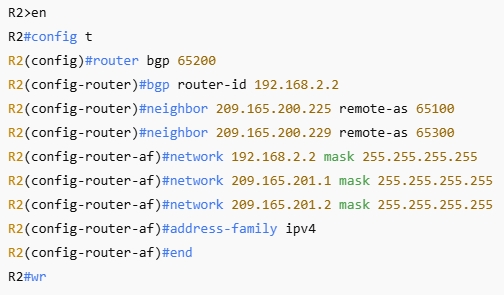 R2>en
R2#config t
R2(config)#router bgp 65200
R2(config-router)#bgp router-id 192.168.2.2
R2(config-router)#neighbor 209.165.200.225 remote-as 65100
R2(config-router)#neighbor 209.165.200.229 remote-as 65300
R2(config-router-af)#network 192.168.2.2 mask 255.255.255.255
R2(config-router-af)#network 209.165.201.1 mask 255.255.255.255
R2(config-router-af)#network 209.165.201.2 mask 255.255.255.255
R2(config-router-af)#address-family ipv4
R2(config-router-af)#end
R2#wr